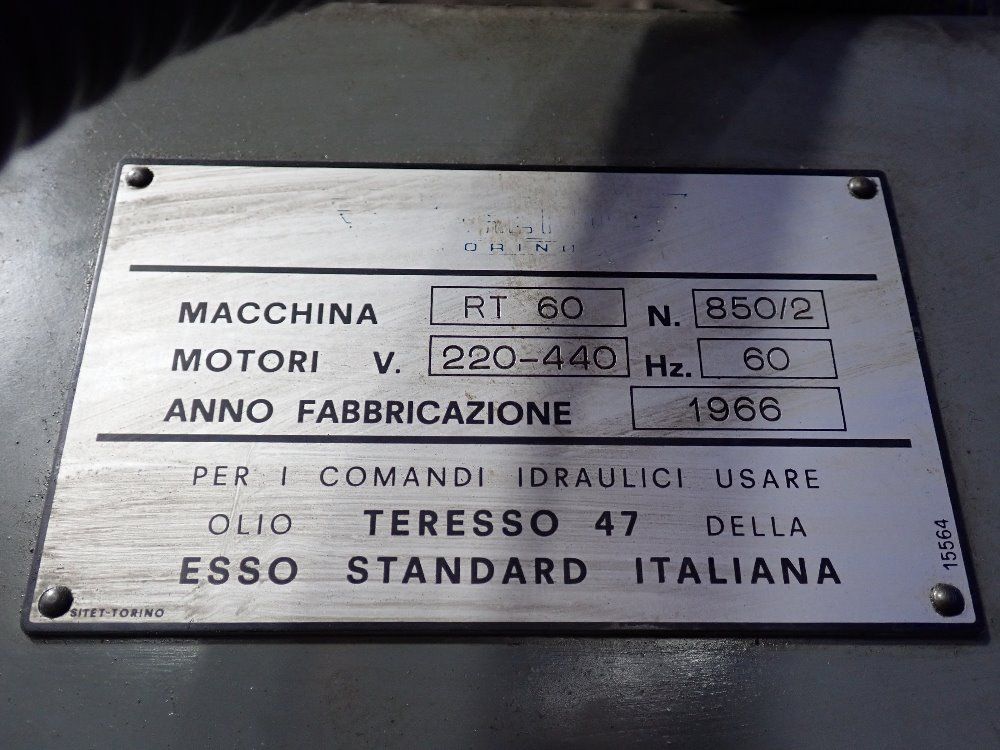 TORINO
MACCHINA RT 60 N. 850/2
MOTORI V. 220-440 Hz. 60
ANNO FABBRICAZIONE 1966
PER I COMANDI IDRAULICI USARE
OLIO TERESSO 47 DELLA
ESSO STANDARD ITALIANA
15564
SITET-TORINO